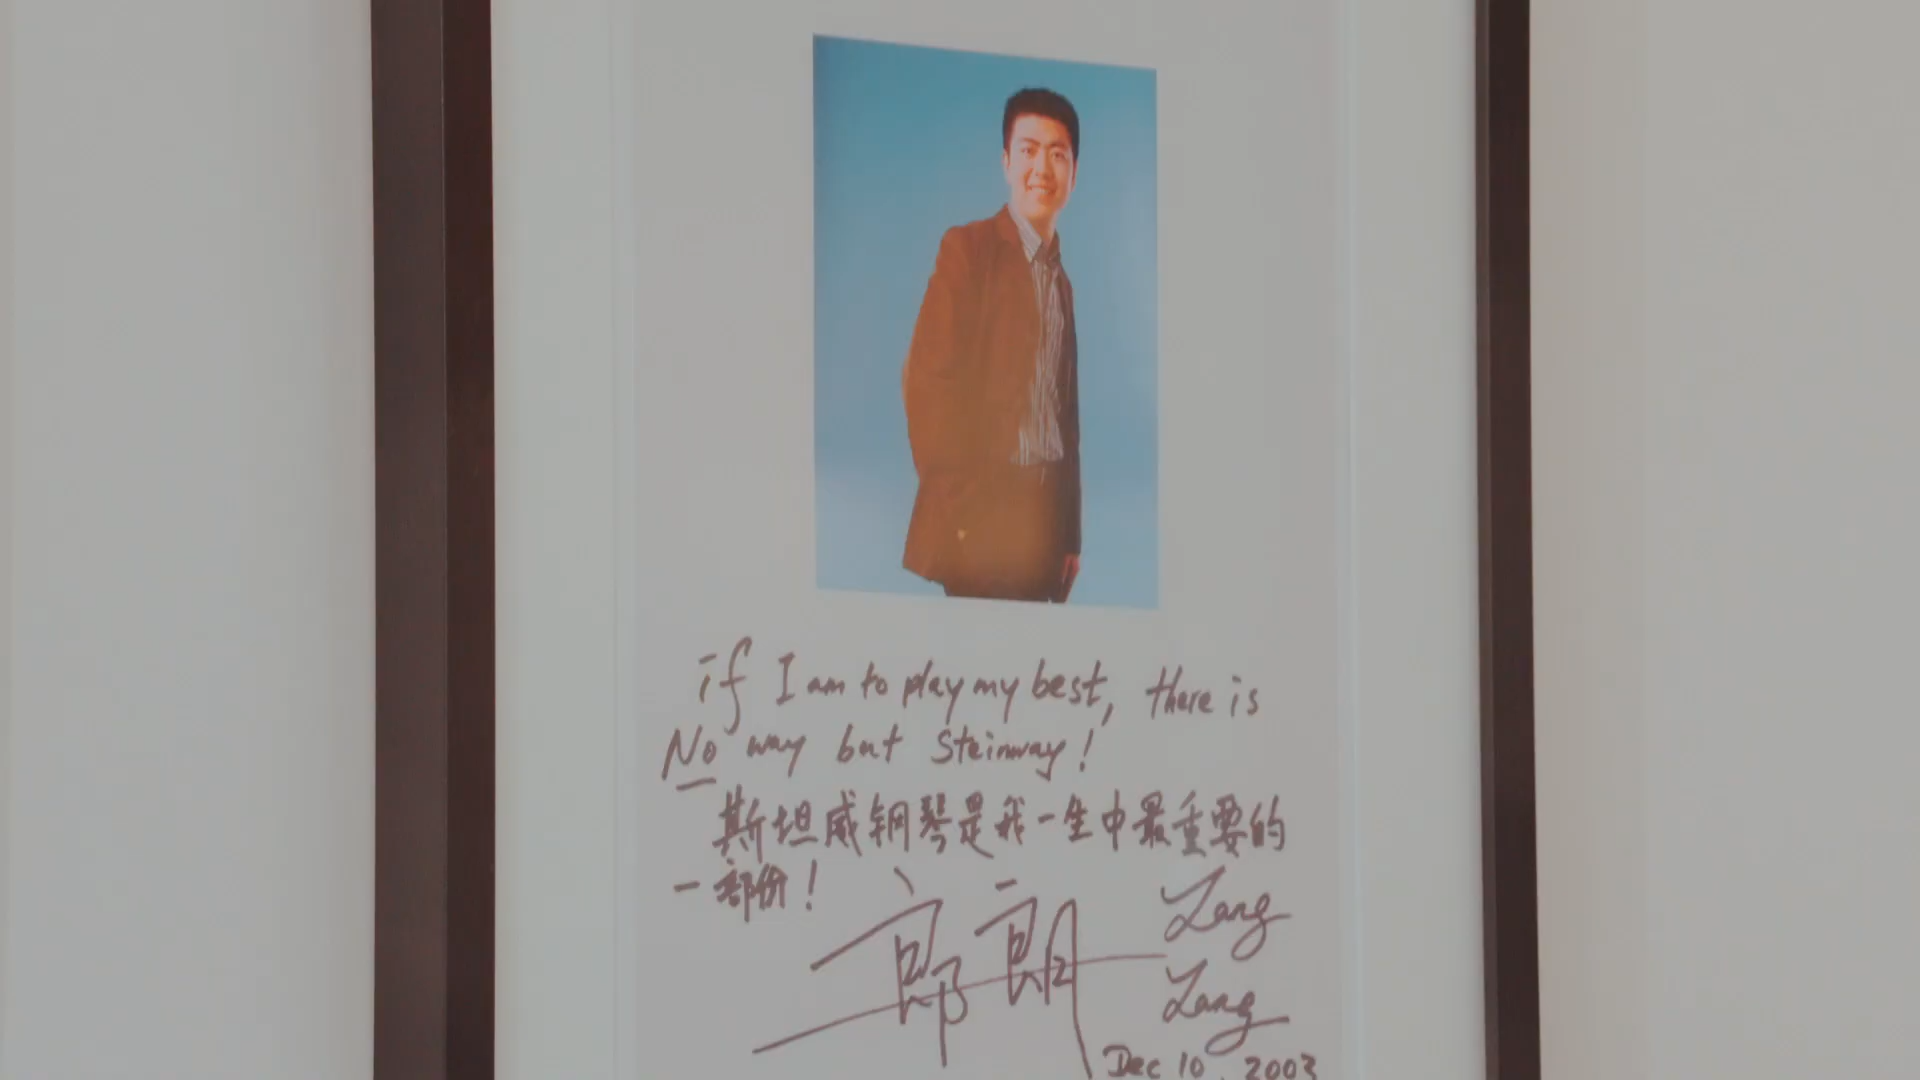 if I am to play my best, there is
No way but Steinway!
斯坦威钢琴是我一生中最重要的
一部份!
郎朗
Lang
Lang
Dec 10, 2003